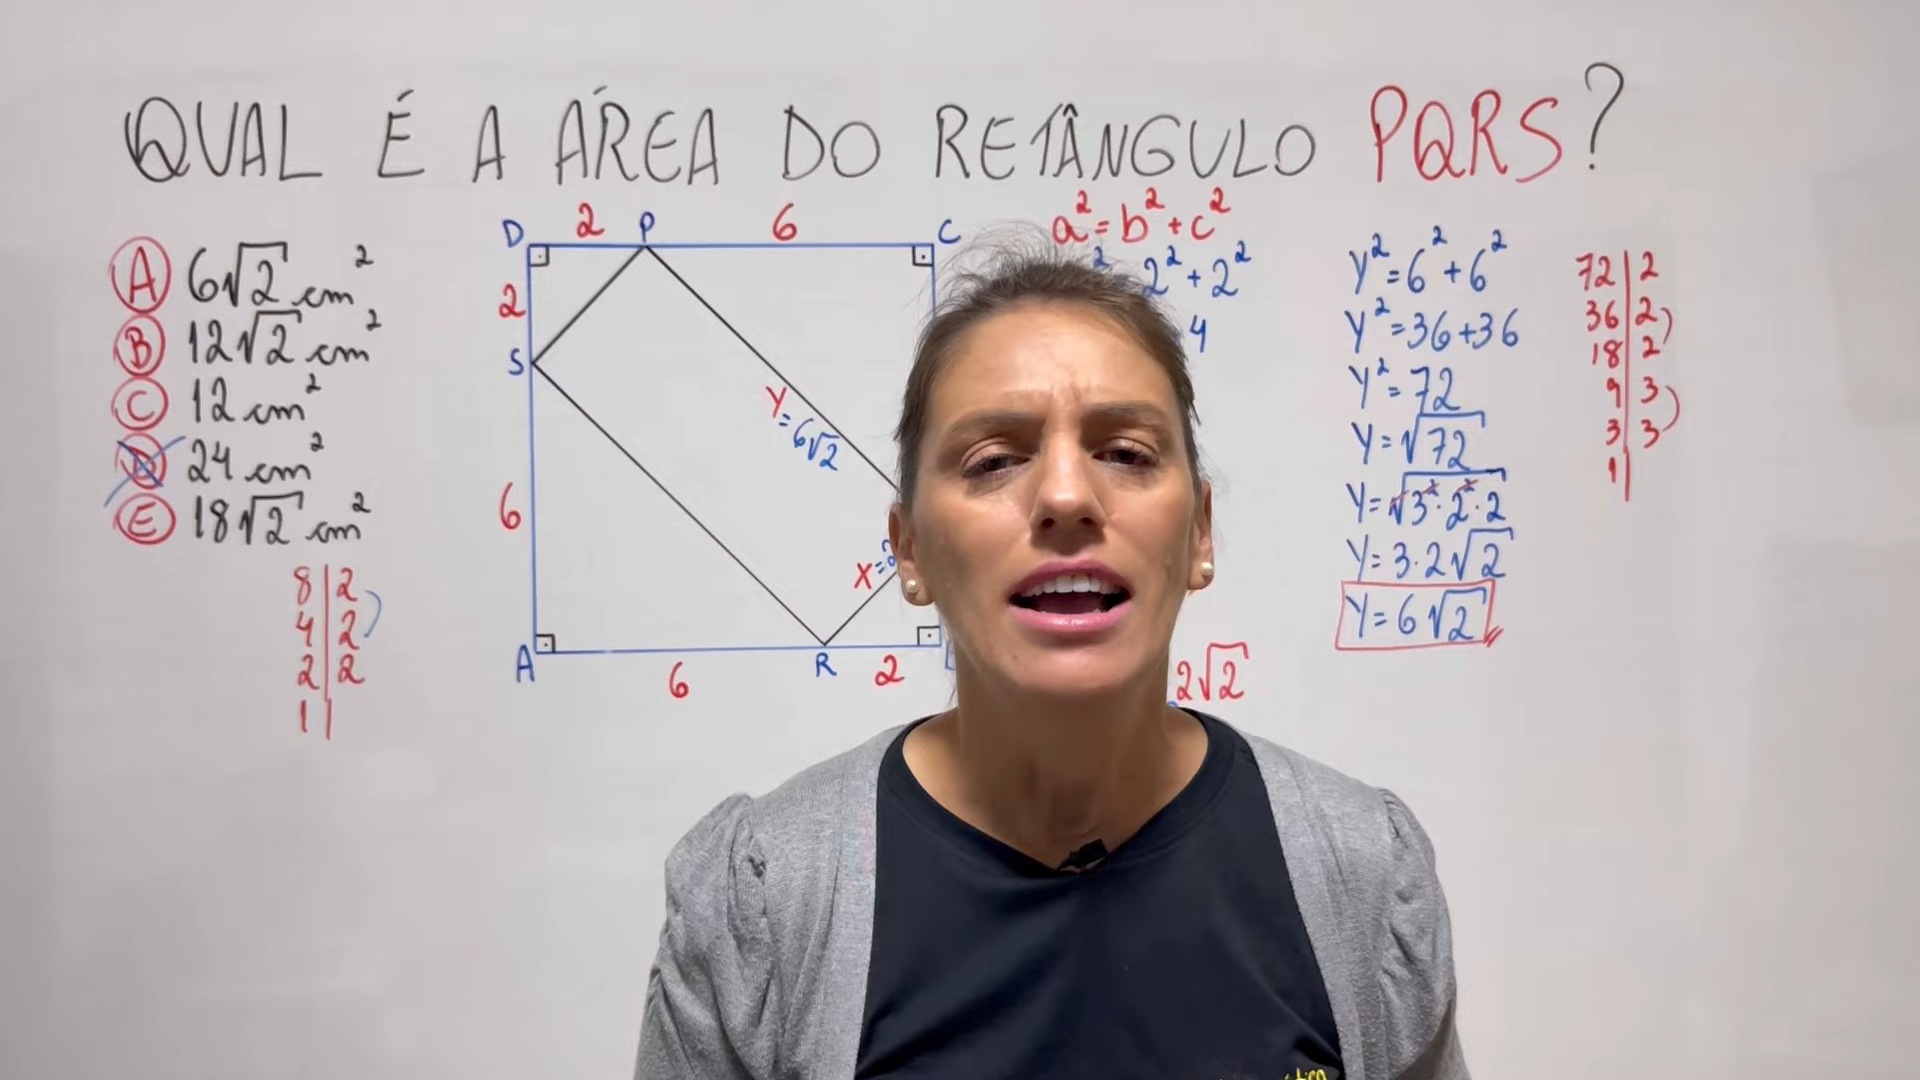 QUAL É A ÁREA DO RETÂNGULO PQRS?
A 6√2 cm²
B 12√2 cm²
C 12 cm²
D 24 cm²
E 18√2 cm²
8 | 2
4 | 2
2 | 2
1 |
D 2 P 6 C
2
S
6
A 6 R 2
Y=6√2
X=2
a²=b²+c²
2²+2²
4
2√2
Y²=6²+6²
Y²=36+36
Y²=72
Y=√72
Y=√3²·2²·2
Y=3·2√2
Y=6√2
72 | 2
36 | 2
18 | 2
9 | 3
3 | 3
1 |